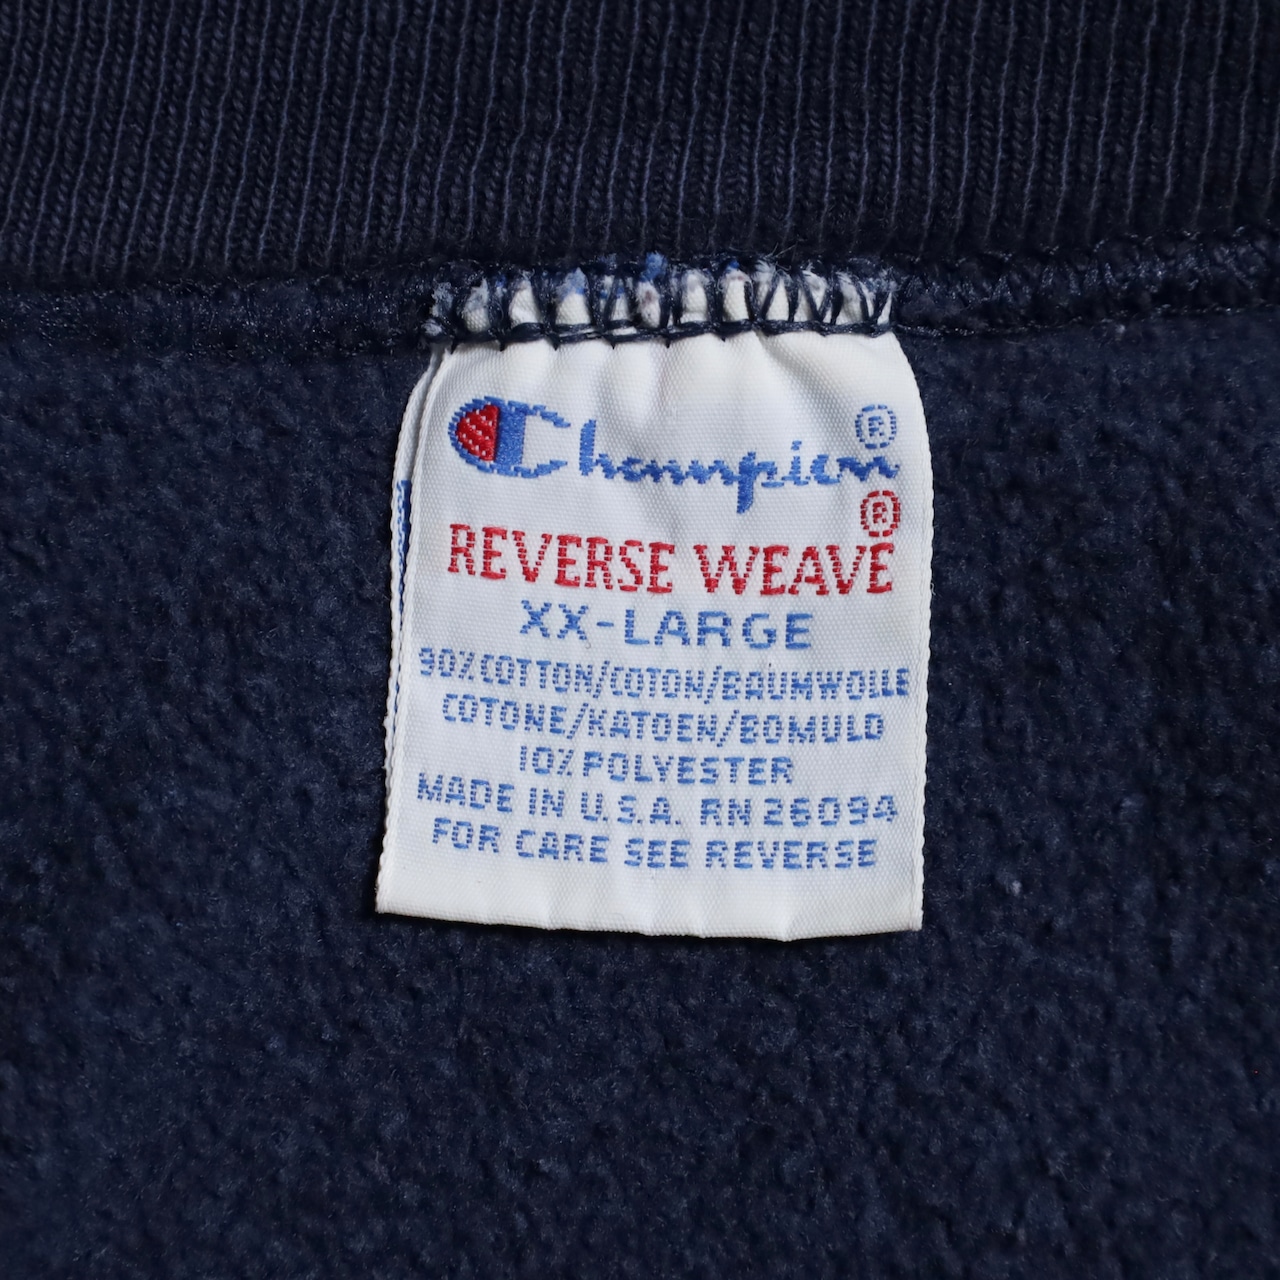 Champion®
REVERSE WEAVE®
XX-LARGE
90% COTTON/COTON/BAUMWOLLE
COTONE/KATOEN/BOMULD
10% POLYESTER
MADE IN U.S.A. RN 26094
FOR CARE SEE REVERSE